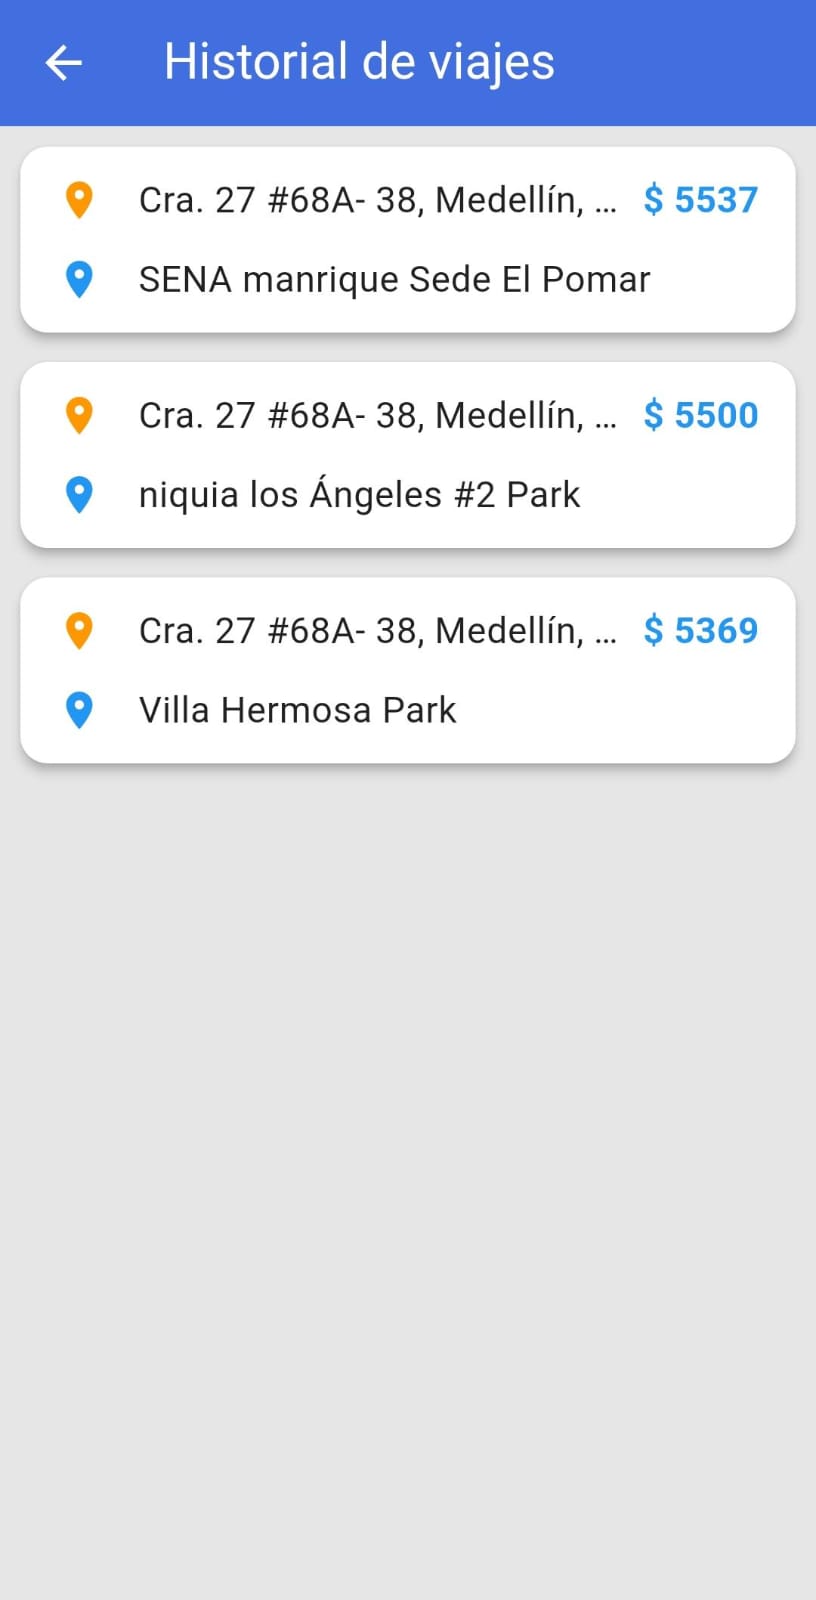 Historial de viajes
Cra. 27 #68A- 38, Medellín, ... $ 5537
SENA manrique Sede El Pomar
Cra. 27 #68A- 38, Medellín, ... $ 5500
niquia los Ángeles #2 Park
Cra. 27 #68A- 38, Medellín, ... $ 5369
Villa Hermosa Park